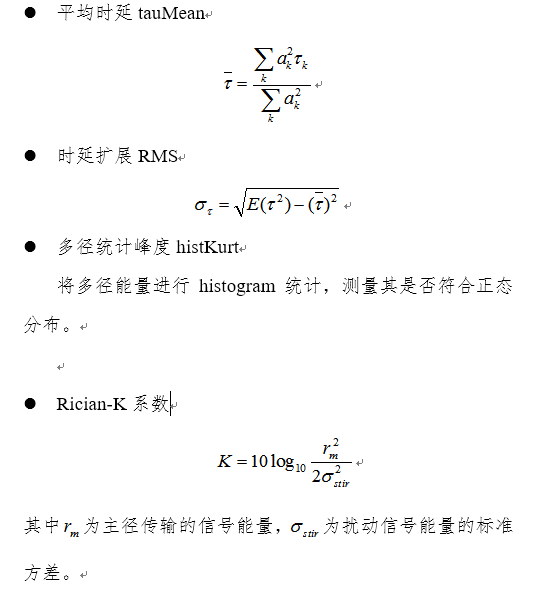 ● 平均时延 tauMean↵
\overline{\tau} = \frac{\sum_k a_k^2 \tau_k}{\sum_k a_k^2}↵
● 时延扩展 RMS↵
\sigma_\tau = \sqrt{E(\tau^2) - (\overline{\tau})^2}↵
● 多径统计峰度 histKurt↵
将多径能量进行 histogram 统计，测量其是否符合正态
分布。↵
↵
● Rician-K 系数↵
K = 10\log_{10} \frac{r_m^2}{2\sigma_{stir}^2}↵
其中 r_m 为主径传输的信号能量，\sigma_{stir} 为扰动信号能量的标准
方差。↵